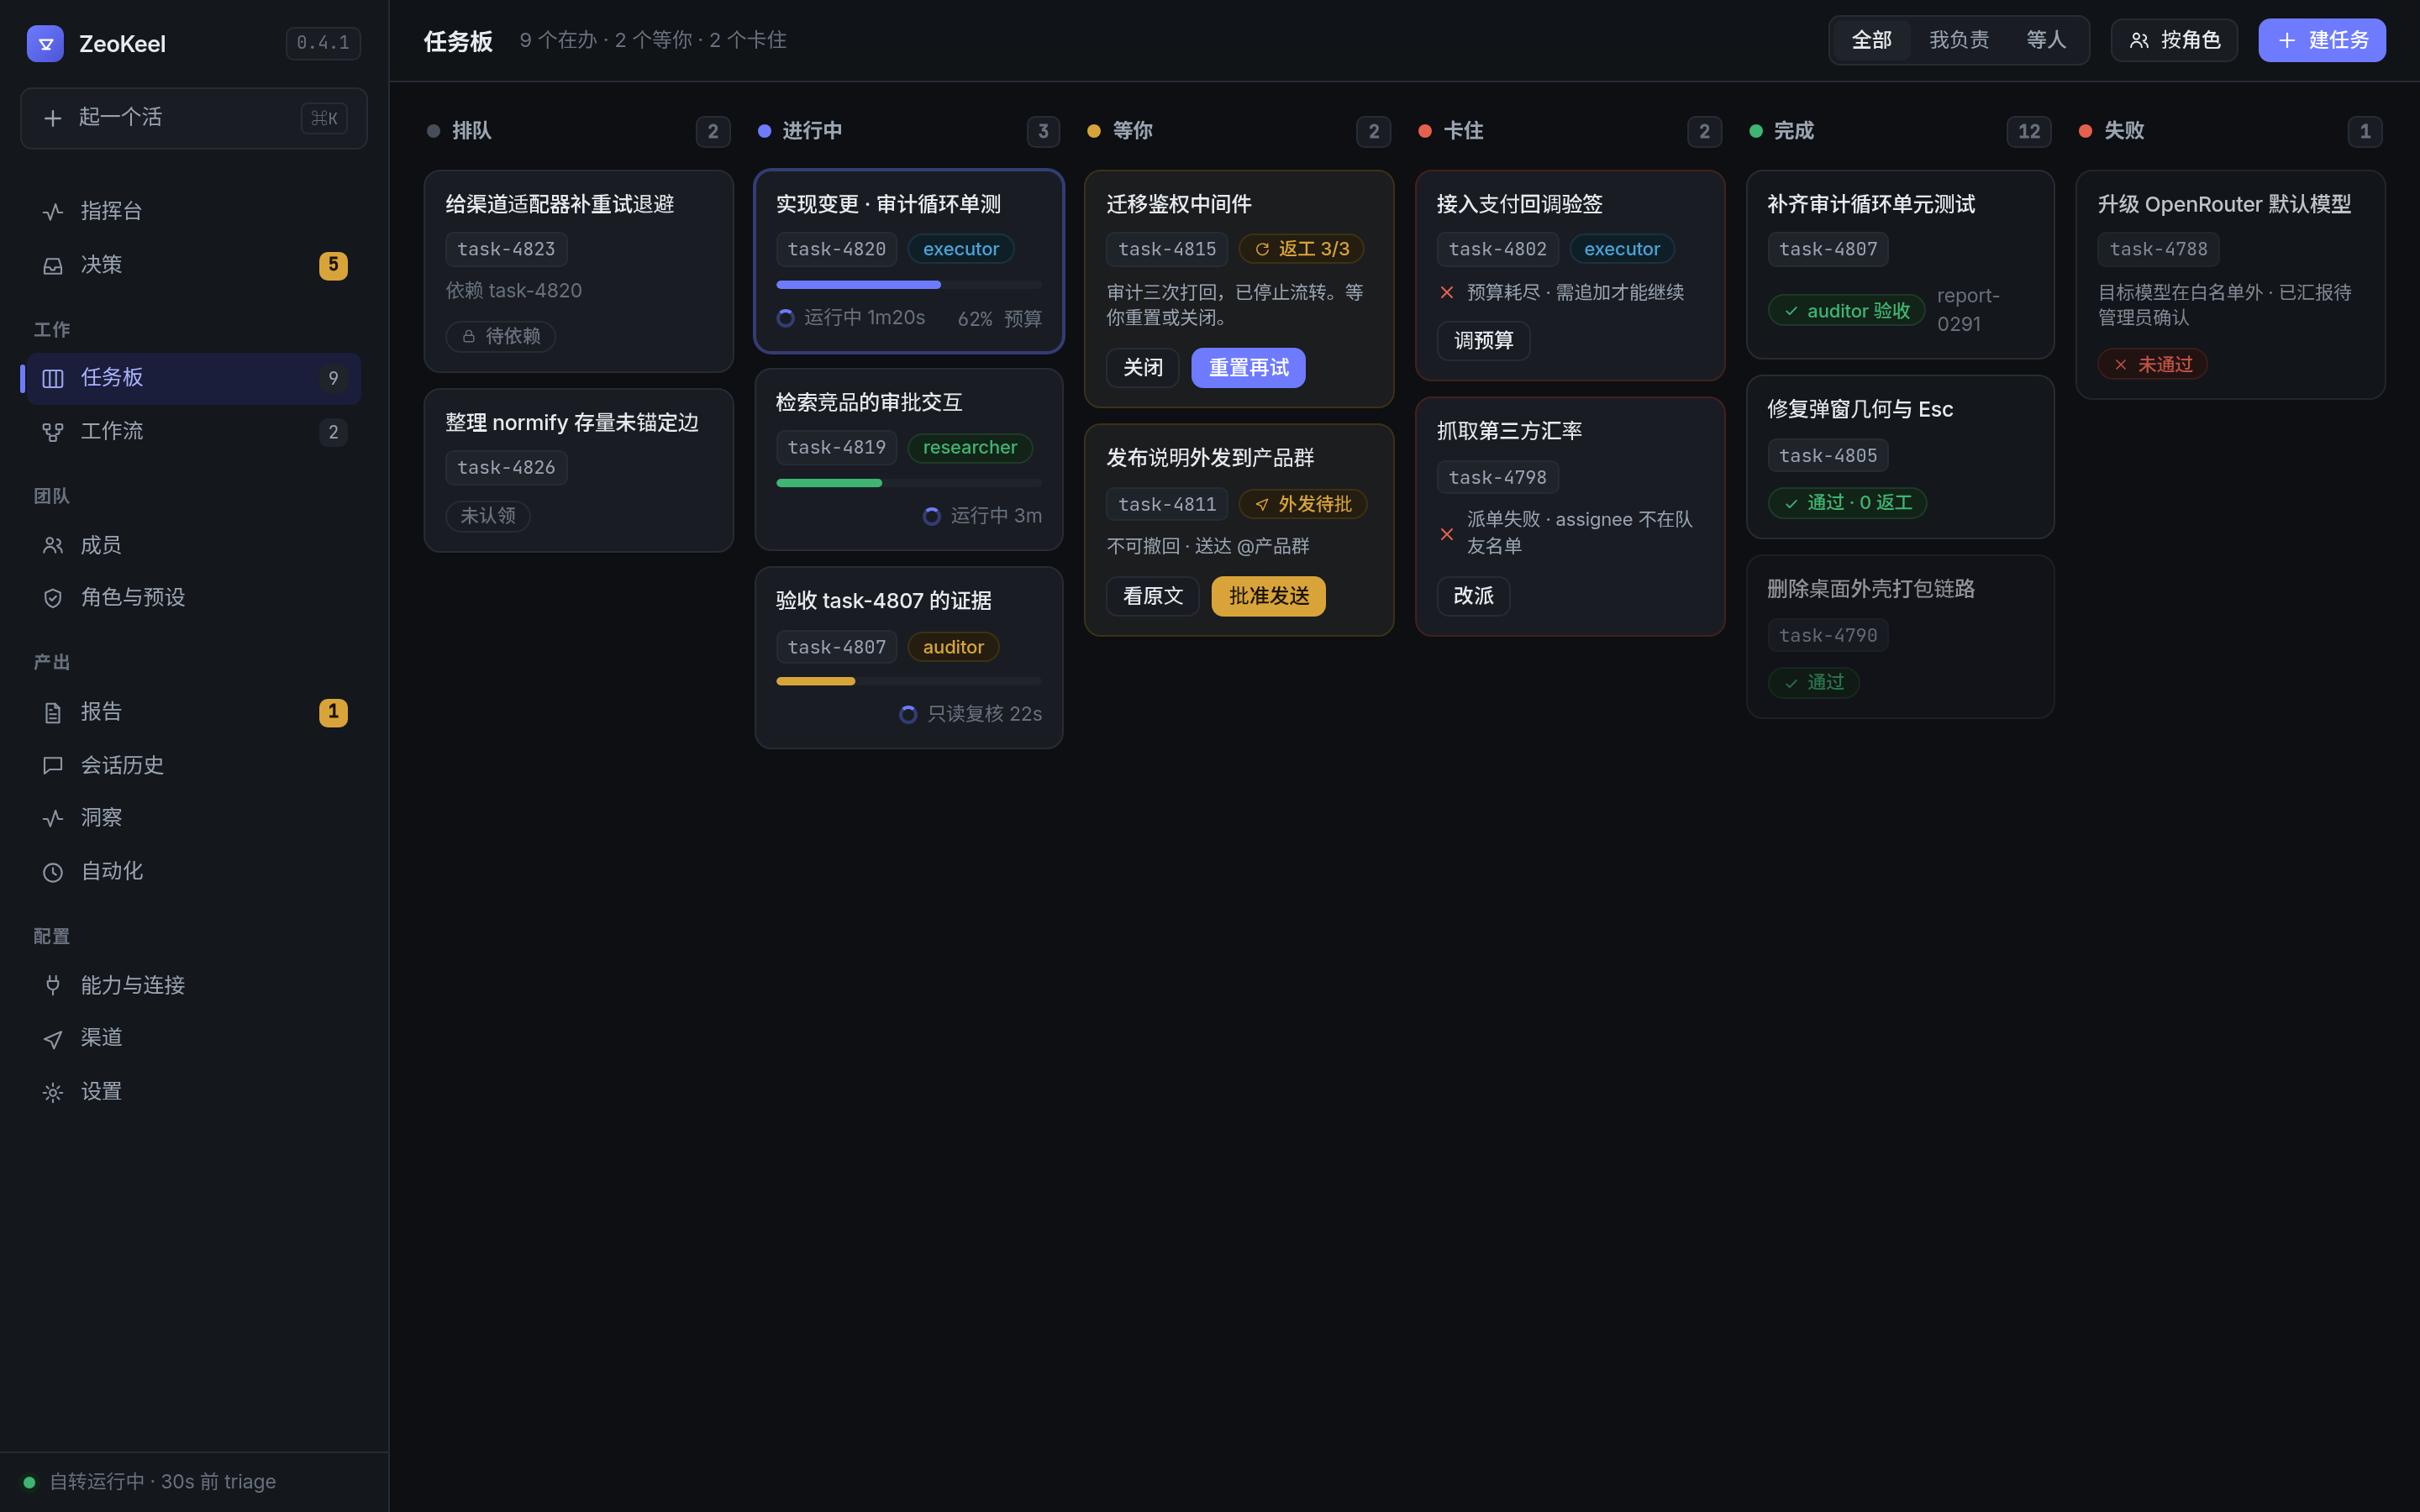 ZeoKeel
0.4.1
起一个活
⌘K
指挥台
决策
5
工作
任务板
9
工作流
2
团队
成员
角色与预设
产出
报告
1
会话历史
洞察
自动化
配置
能力与连接
渠道
设置
自转运行中 · 30s 前 triage
任务板
9 个在办 · 2 个等你 · 2 个卡住
全部
我负责
等人
按角色
建任务
排队
2
给渠道适配器补重试退避
task-4823
依赖 task-4820
待依赖
整理 normify 存量未锚定边
task-4826
未认领
进行中
3
实现变更 · 审计循环单测
task-4820
executor
运行中 1m20s
62% 预算
检索竞品的审批交互
task-4819
researcher
运行中 3m
验收 task-4807 的证据
task-4807
auditor
只读复核 22s
等你
2
迁移鉴权中间件
task-4815
返工 3/3
审计三次打回，已停止流转。等
你重置或关闭。
关闭
重置再试
发布说明外发到产品群
task-4811
外发待批
不可撤回 · 送达 @产品群
看原文
批准发送
卡住
2
接入支付回调验签
task-4802
executor
预算耗尽 · 需追加才能继续
调预算
抓取第三方汇率
task-4798
派单失败 · assignee 不在队
友名单
改派
完成
12
补齐审计循环单元测试
task-4807
auditor 验收
report-
0291
修复弹窗几何与 Esc
task-4805
通过 · 0 返工
删除桌面外壳打包链路
task-4790
通过
失败
1
升级 OpenRouter 默认模型
task-4788
目标模型在白名单外 · 已汇报待
管理员确认
未通过